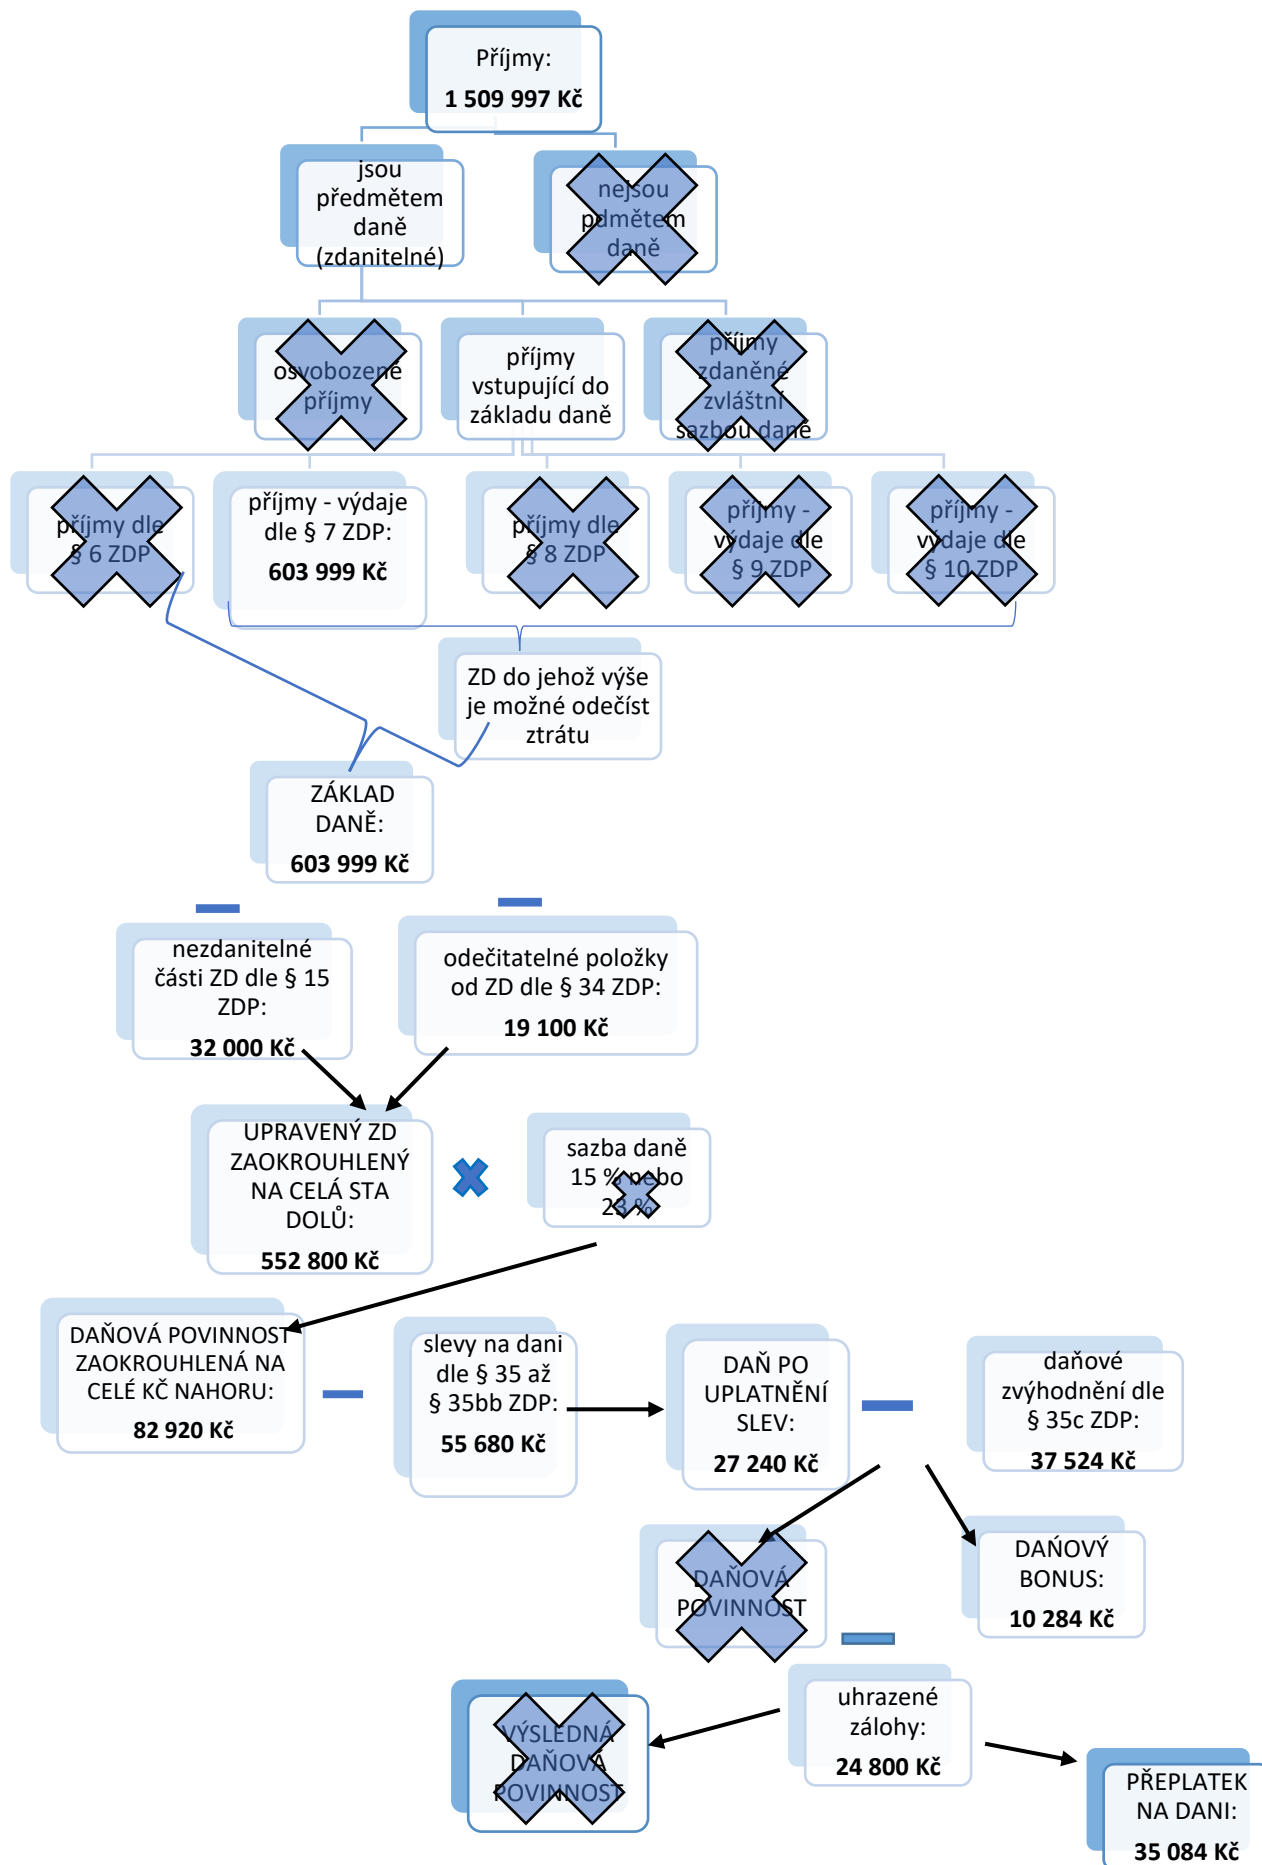 Příjmy:
1 509 997 Kč
jsou
předmětem
daně
(zdanitelné)
nejsou
pdmětem
daně
osvobozené
příjmy
příjmy
vstupující do
základu daně
příjmy
zdaněné
zvláštní
sazbou daně
příjmy dle
§ 6 ZDP
příjmy - výdaje
dle § 7 ZDP:
603 999 Kč
příjmy dle
§ 8 ZDP
příjmy -
výdaje dle
§ 9 ZDP
příjmy -
výdaje dle
§ 10 ZDP
ZD do jehož výše
je možné odečíst
ztrátu
ZÁKLAD
DANĚ:
603 999 Kč
nezdanitelné
části ZD dle § 15
ZDP:
32 000 Kč
odečitatelné položky
od ZD dle § 34 ZDP:
19 100 Kč
UPRAVENÝ ZD
ZAOKROUHLENÝ
NA CELÁ STA
DOLŮ:
552 800 Kč
sazba daně
15 % nebo
23 %
DAŇOVÁ POVINNOST
ZAOKROUHLENÁ NA
CELÉ KČ NAHORU:
82 920 Kč
slevy na dani
dle § 35 až
§ 35bb ZDP:
55 680 Kč
DAŇ PO
UPLATNĚNÍ
SLEV:
27 240 Kč
daňové
zvýhodnění dle
§ 35c ZDP:
37 524 Kč
DAŇOVÁ
POVINNOST
DAŃOVÝ
BONUS:
10 284 Kč
uhrazené
zálohy:
24 800 Kč
VÝSLEDNÁ
DAŇOVÁ
POVINNOST
PŘEPLATEK
NA DANI:
35 084 Kč